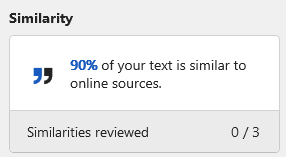 Similarity
90% of your text is similar to
online sources.
Similarities reviewed 0 / 3